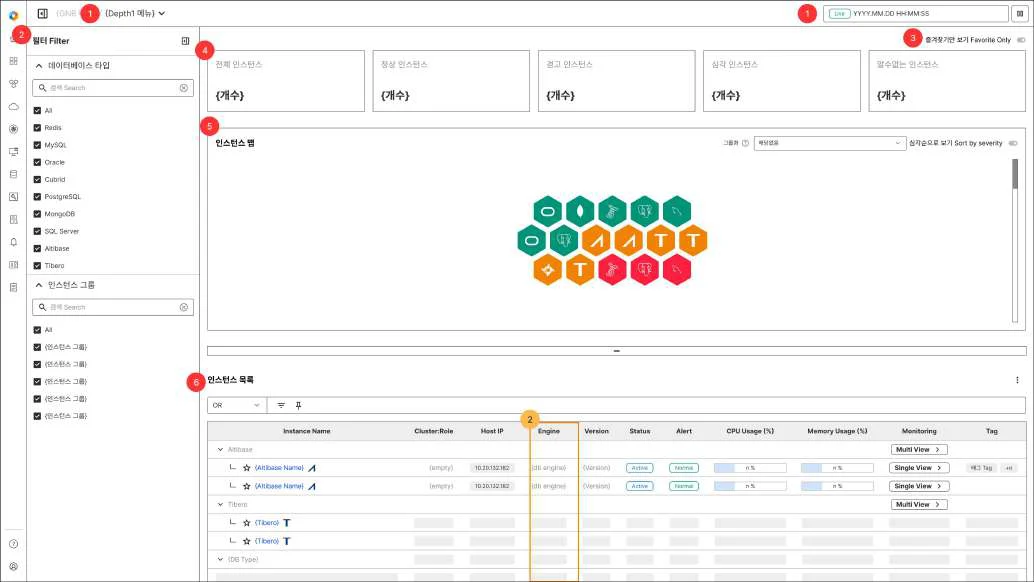 {GNB
1
{Depth1 메뉴}
1
Live
YYYY.MM.DD HH:MM:SS
2
필터 Filter
3
즐겨찾기만 보기 Favorite Only
데이터베이스 타입
검색 Search
All
Redis
MySQL
Oracle
Cubrid
PostgreSQL
MongoDB
SQL Server
Altibase
Tibero
인스턴스 그룹
검색 Search
All
{인스턴스 그룹}
{인스턴스 그룹}
{인스턴스 그룹}
{인스턴스 그룹}
{인스턴스 그룹}
4
전체 인스턴스
{개수}
정상 인스턴스
{개수}
경고 인스턴스
{개수}
심각 인스턴스
{개수}
알수없는 인스턴스
{개수}
5
인스턴스 맵
그룹화
해당없음
심각순으로 보기 Sort by severity
6
인스턴스 목록
OR
2
Instance Name
Cluster:Role
Host IP
Engine
Version
Status
Alert
CPU Usage (%)
Memory Usage (%)
Monitoring
Tag
Altibase
Multi View
{Altibase Name}
{empty}
10.20.132.182
{db engine}
{Version}
Active
Normal
n %
n %
Single View
태그 Tag
+n
{Altibase Name}
{empty}
10.20.132.182
{db engine}
{Version}
Active
Normal
n %
n %
Single View
Tibero
Multi View
{Tibero}
{Tibero}
{DB Type}